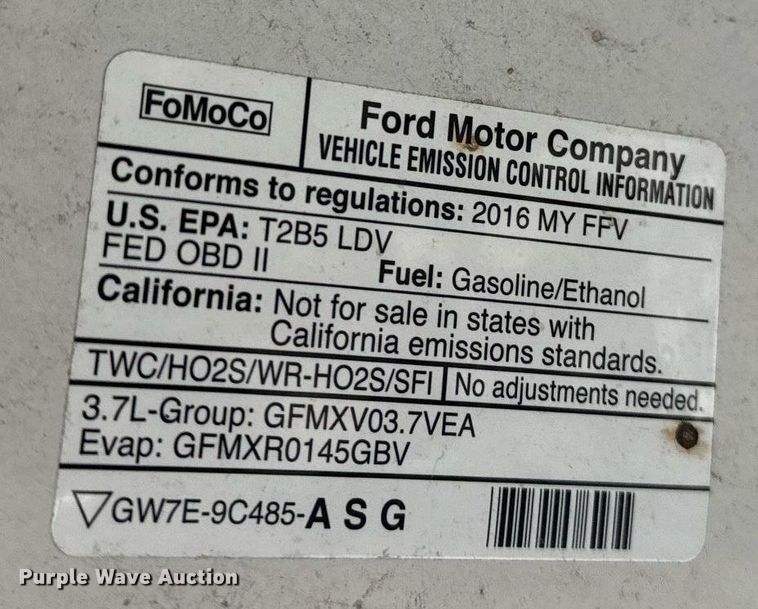 FoMoCo
Ford Motor Company
VEHICLE EMISSION CONTROL INFORMATION
Conforms to regulations: 2016 MY FFV
U.S. EPA: T2B5 LDV
FED OBD II
Fuel: Gasoline/Ethanol
California: Not for sale in states with
California emissions standards.
TWC/HO2S/WR-HO2S/SFI No adjustments needed.
3.7L-Group: GFMXV03.7VEA
Evap: GFMXR0145GBV
GW7E-9C485-A S G
Purple Wave Auction